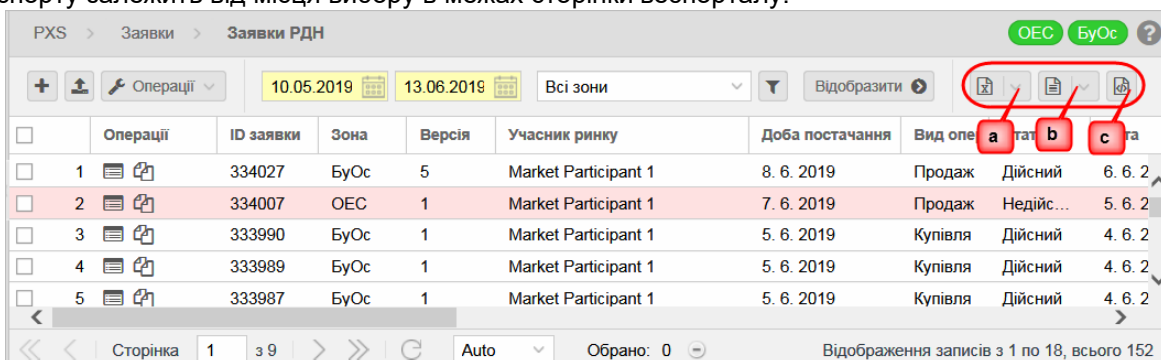 залежить від місця вибору в межах сторінки
PXS > Заявки > Заявки РДН ОЕС БуОс ?
Операції 10.05.2019 13.06.2019 Всі зони Відобразити
a b c
Операції ID заявки Зона Версія Учасник ринку Доба постачання Вид опе
1 334027 БуОс 5 Market Participant 1 8. 6. 2019 Продаж Дійсний 6. 6. 2
2 334007 ОЕС 1 Market Participant 1 7. 6. 2019 Продаж Недійс... 5. 6. 2
3 333990 БуОс 1 Market Participant 1 5. 6. 2019 Купівля Дійсний 4. 6. 2
4 333989 БуОс 1 Market Participant 1 5. 6. 2019 Купівля Дійсний 4. 6. 2
5 333987 БуОс 1 Market Participant 1 5. 6. 2019 Купівля Дійсний 4. 6. 2
Сторінка 1 з 9 Auto Обрано: 0 Відображення записів з 1 по 18, всього 152